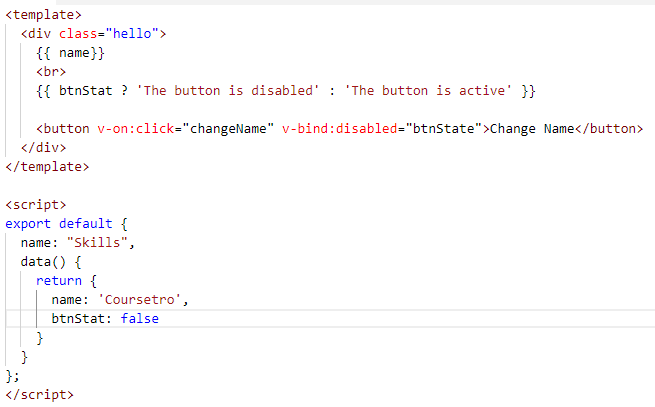 <template>
  <div class="hello">
    {{ name}}
    <br>
    {{ btnStat ? 'The button is disabled' : 'The button is active' }}

    <button v-on:click="changeName" v-bind:disabled="btnState">Change Name</button>
  </div>
</template>

<script>
export default {
  name: "Skills",
  data() {
    return {
      name: 'Coursetro',
      btnStat: false
    }
  }
};
</script>